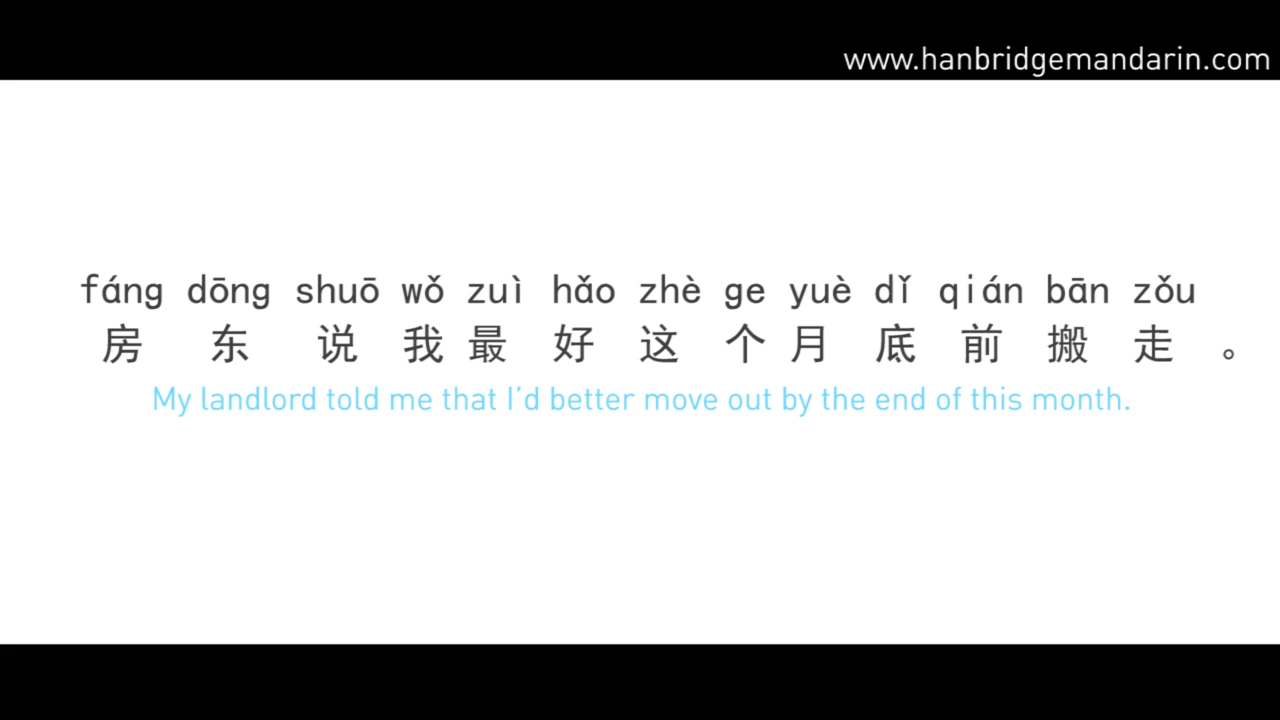 www.hanbridgemandarin.com
fáng dōng shuō wǒ zuì hǎo zhè ge yuè dǐ qián bān zǒu
房 东 说 我 最 好 这 个 月 底 前 搬 走 。
My landlord told me that I'd better move out by the end of this month.